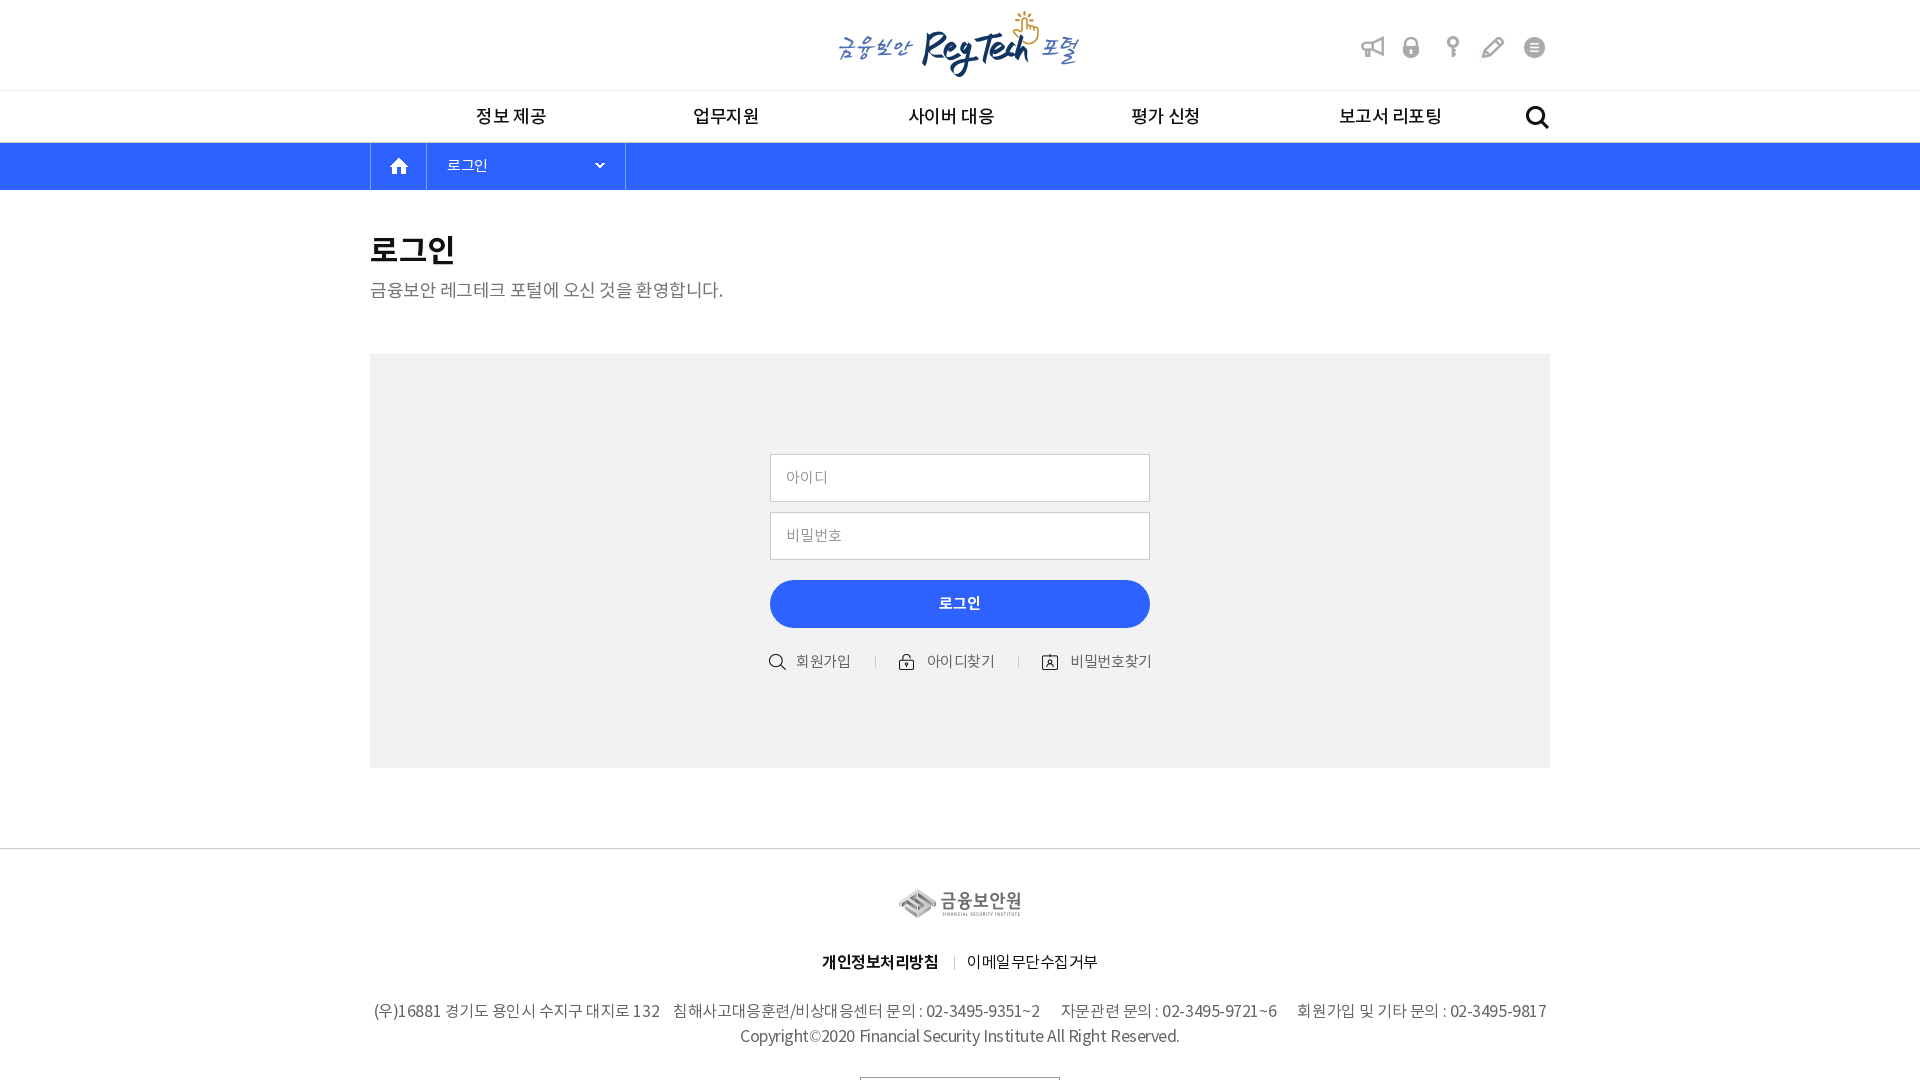 금융보안 RegTech 포털
정보 제공
업무지원
사이버 대응
평가 신청
보고서 리포팅
로그인
로그인
금융보안 레그테크 포털에 오신 것을 환영합니다.
아이디
비밀번호
로그인
회원가입
아이디찾기
비밀번호찾기
금융보안원
FINANCIAL SECURITY INSTITUTE
개인정보처리방침
이메일무단수집거부
(우)16881 경기도 용인시 수지구 대지로 132 침해사고대응훈련/비상대응센터 문의 : 02-3495-9351~2 자문관련 문의 : 02-3495-9721~6 회원가입 및 기타 문의 : 02-3495-9817
Copyright©2020 Financial Security Institute All Right Reserved.